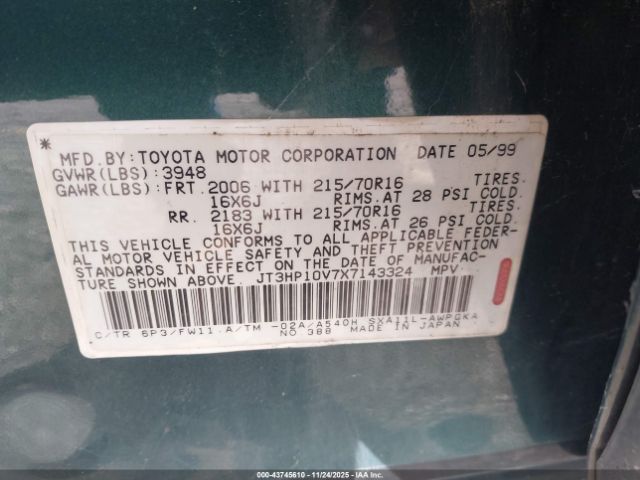 * MFD.BY:TOYOTA MOTOR CORPORATION DATE 05/99
GVWR(LBS):3948
GAWR(LBS):FRT.2006 WITH 215/70R16 TIRES.
16X6J RIMS.AT 28 PSI COLD.
RR. 2183 WITH 215/70R16 TIRES.
16X6J RIMS.AT 26 PSI COLD.
THIS VEHICLE CONFORMS TO ALL APPLICABLE FEDER-
AL MOTOR VEHICLE SAFETY AND THEFT PREVENTION
STANDARDS IN EFFECT ON THE DATE OF MANUFAC-
TURE SHOWN ABOVE. JT3HP10V7X7143324 MPV
C/TR 6P3/FW11.A/TM -02A/A540H SXA11L-AWPGKA
NO 388 MADE IN JAPAN
000-43745610 - 11/24/2025 - IAAI.COM